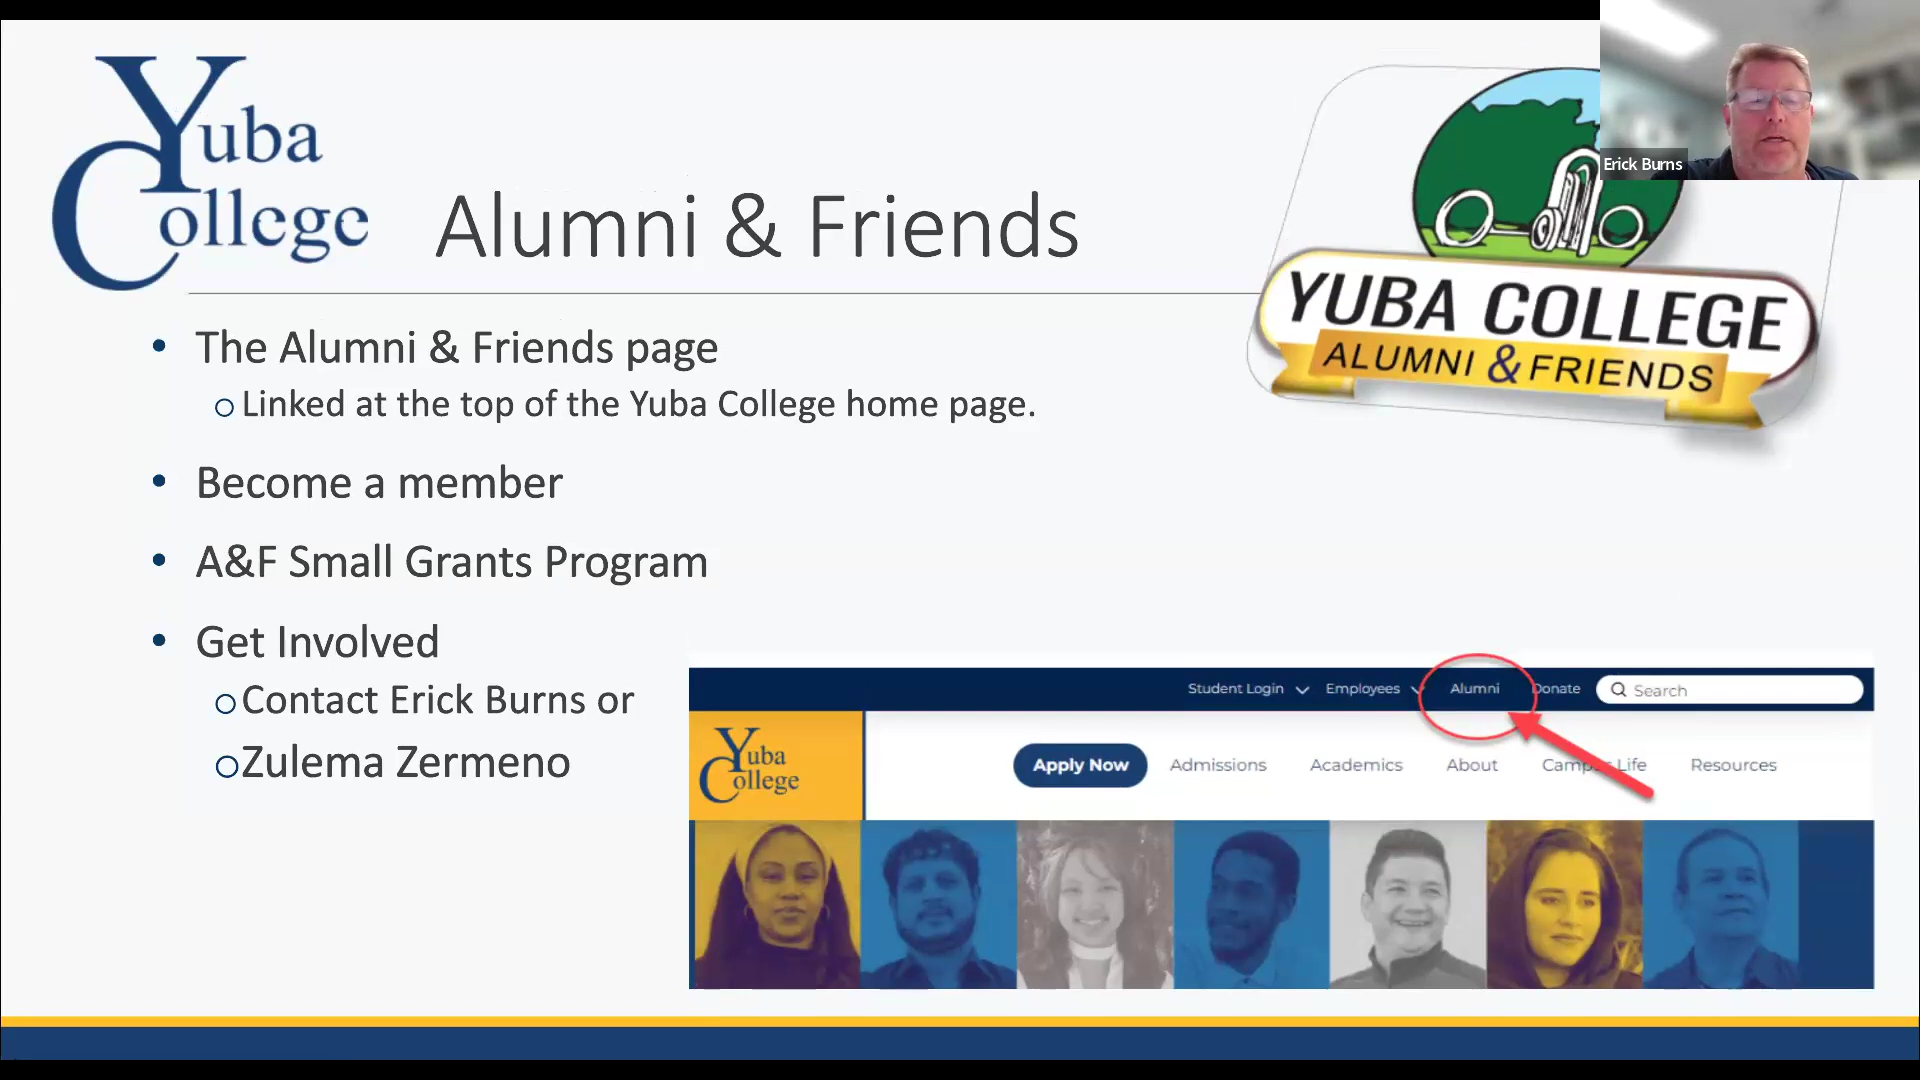 Yuba
College
Alumni & Friends
Erick Burns
YUBA COLLEGE
ALUMNI & FRIENDS
• The Alumni & Friends page
o Linked at the top of the Yuba College home page.
• Become a member
• A&F Small Grants Program
• Get Involved
o Contact Erick Burns or
o Zulema Zermeno
Student Login Employees Alumni Donate Search
Yuba
College
Apply Now Admissions Academics About Campus Life Resources